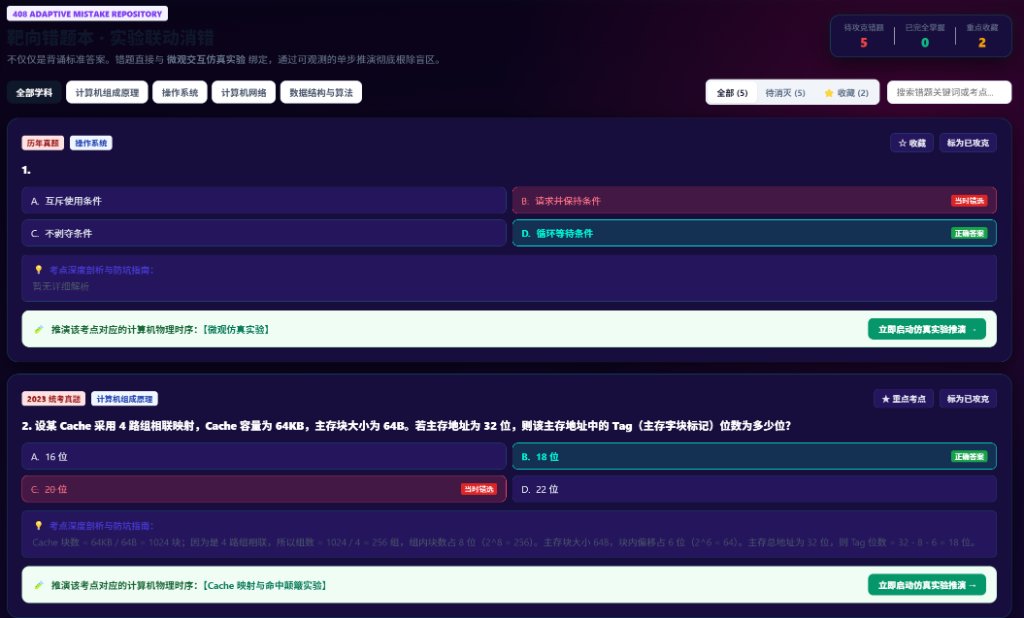 408 ADAPTIVE MISTAKE REPOSITORY
靶向错题本 · 实验联动消错
不仅仅是背诵标准答案。错题直接与 微观交互仿真实验 绑定，通过可观测的单步推演彻底根除盲区。
待攻克错题
5
已完全掌握
0
重点收藏
2
全部学科
计算机组成原理
操作系统
计算机网络
数据结构与算法
全部 (5)
待消灭 (5)
⭐ 收藏 (2)
搜索错题关键词或考点...
历年真题
操作系统
☆ 收藏
标为已攻克
1.
A. 互斥使用条件
B. 请求并保持条件
当时错选
C. 不剥夺条件
D. 循环等待条件
正确答案
💡 考点深度剖析与防坑指南：
暂无详细解析
🧪 推演该考点对应的计算机物理时序：【微观仿真实验】
立即启动仿真实验推演 →
2023 统考真题
计算机组成原理
★ 重点考点
标为已攻克
2. 设某 Cache 采用 4 路组相联映射，Cache 容量为 64KB，主存块大小为 64B。若主存地址为 32 位，则该主存地址中的 Tag（主存字块标记）位数为多少位？
A. 16 位
B. 18 位
正确答案
C. 20 位
当时错选
D. 22 位
💡 考点深度剖析与防坑指南：
Cache 块数 = 64KB / 64B = 1024 块；因为是 4 路组相联，所以组数 = 1024 / 4 = 256 组，组内块数占 8 位（2^8 = 256）。主存块大小 64B，块内偏移占 6 位（2^6 = 64）。主存总地址为 32 位，则 Tag 位数 = 32 - 8 - 6 = 18 位。
🧪 推演该考点对应的计算机物理时序：【Cache 映射与命中颠簸实验】
立即启动仿真实验推演 →